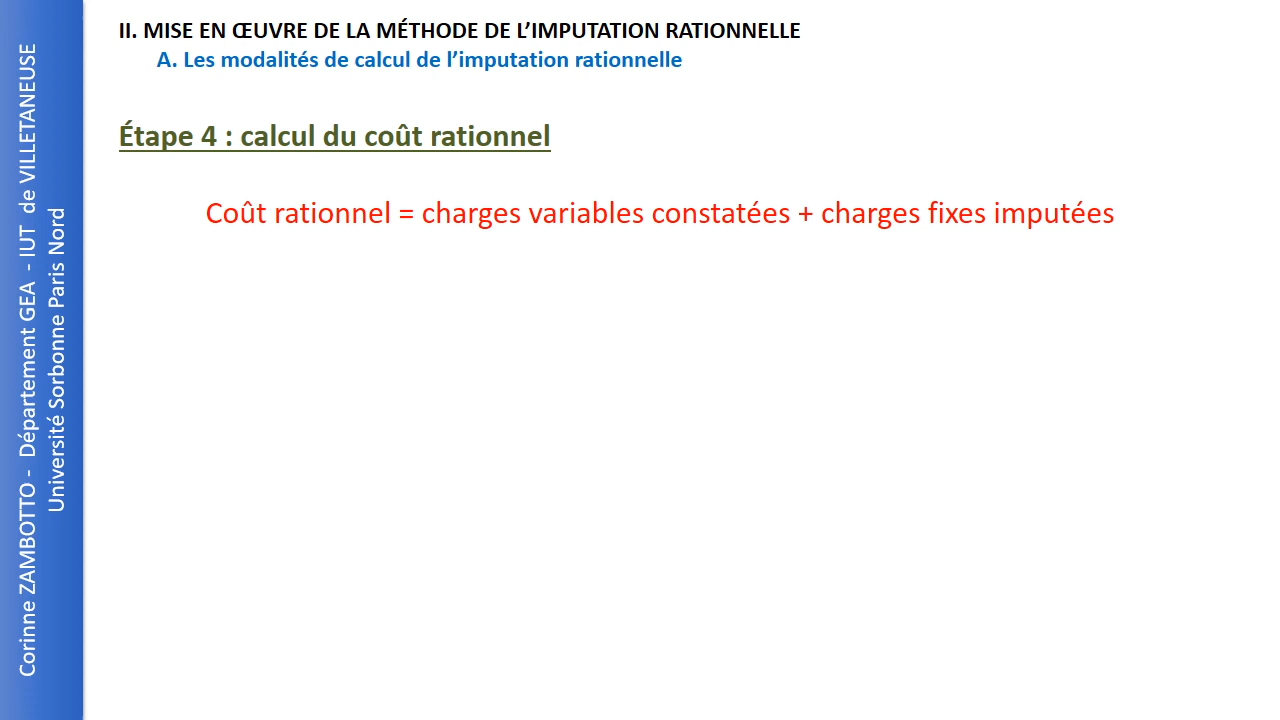 II. MISE EN ŒUVRE DE LA MÉTHODE DE L’IMPUTATION RATIONNELLE
A. Les modalités de calcul de l’imputation rationnelle
Étape 4 : calcul du coût rationnel
Coût rationnel = charges variables constatées + charges fixes imputées
Corinne ZAMBOTTO - Département GEA - IUT de VILLETANEUSE
Université Sorbonne Paris Nord